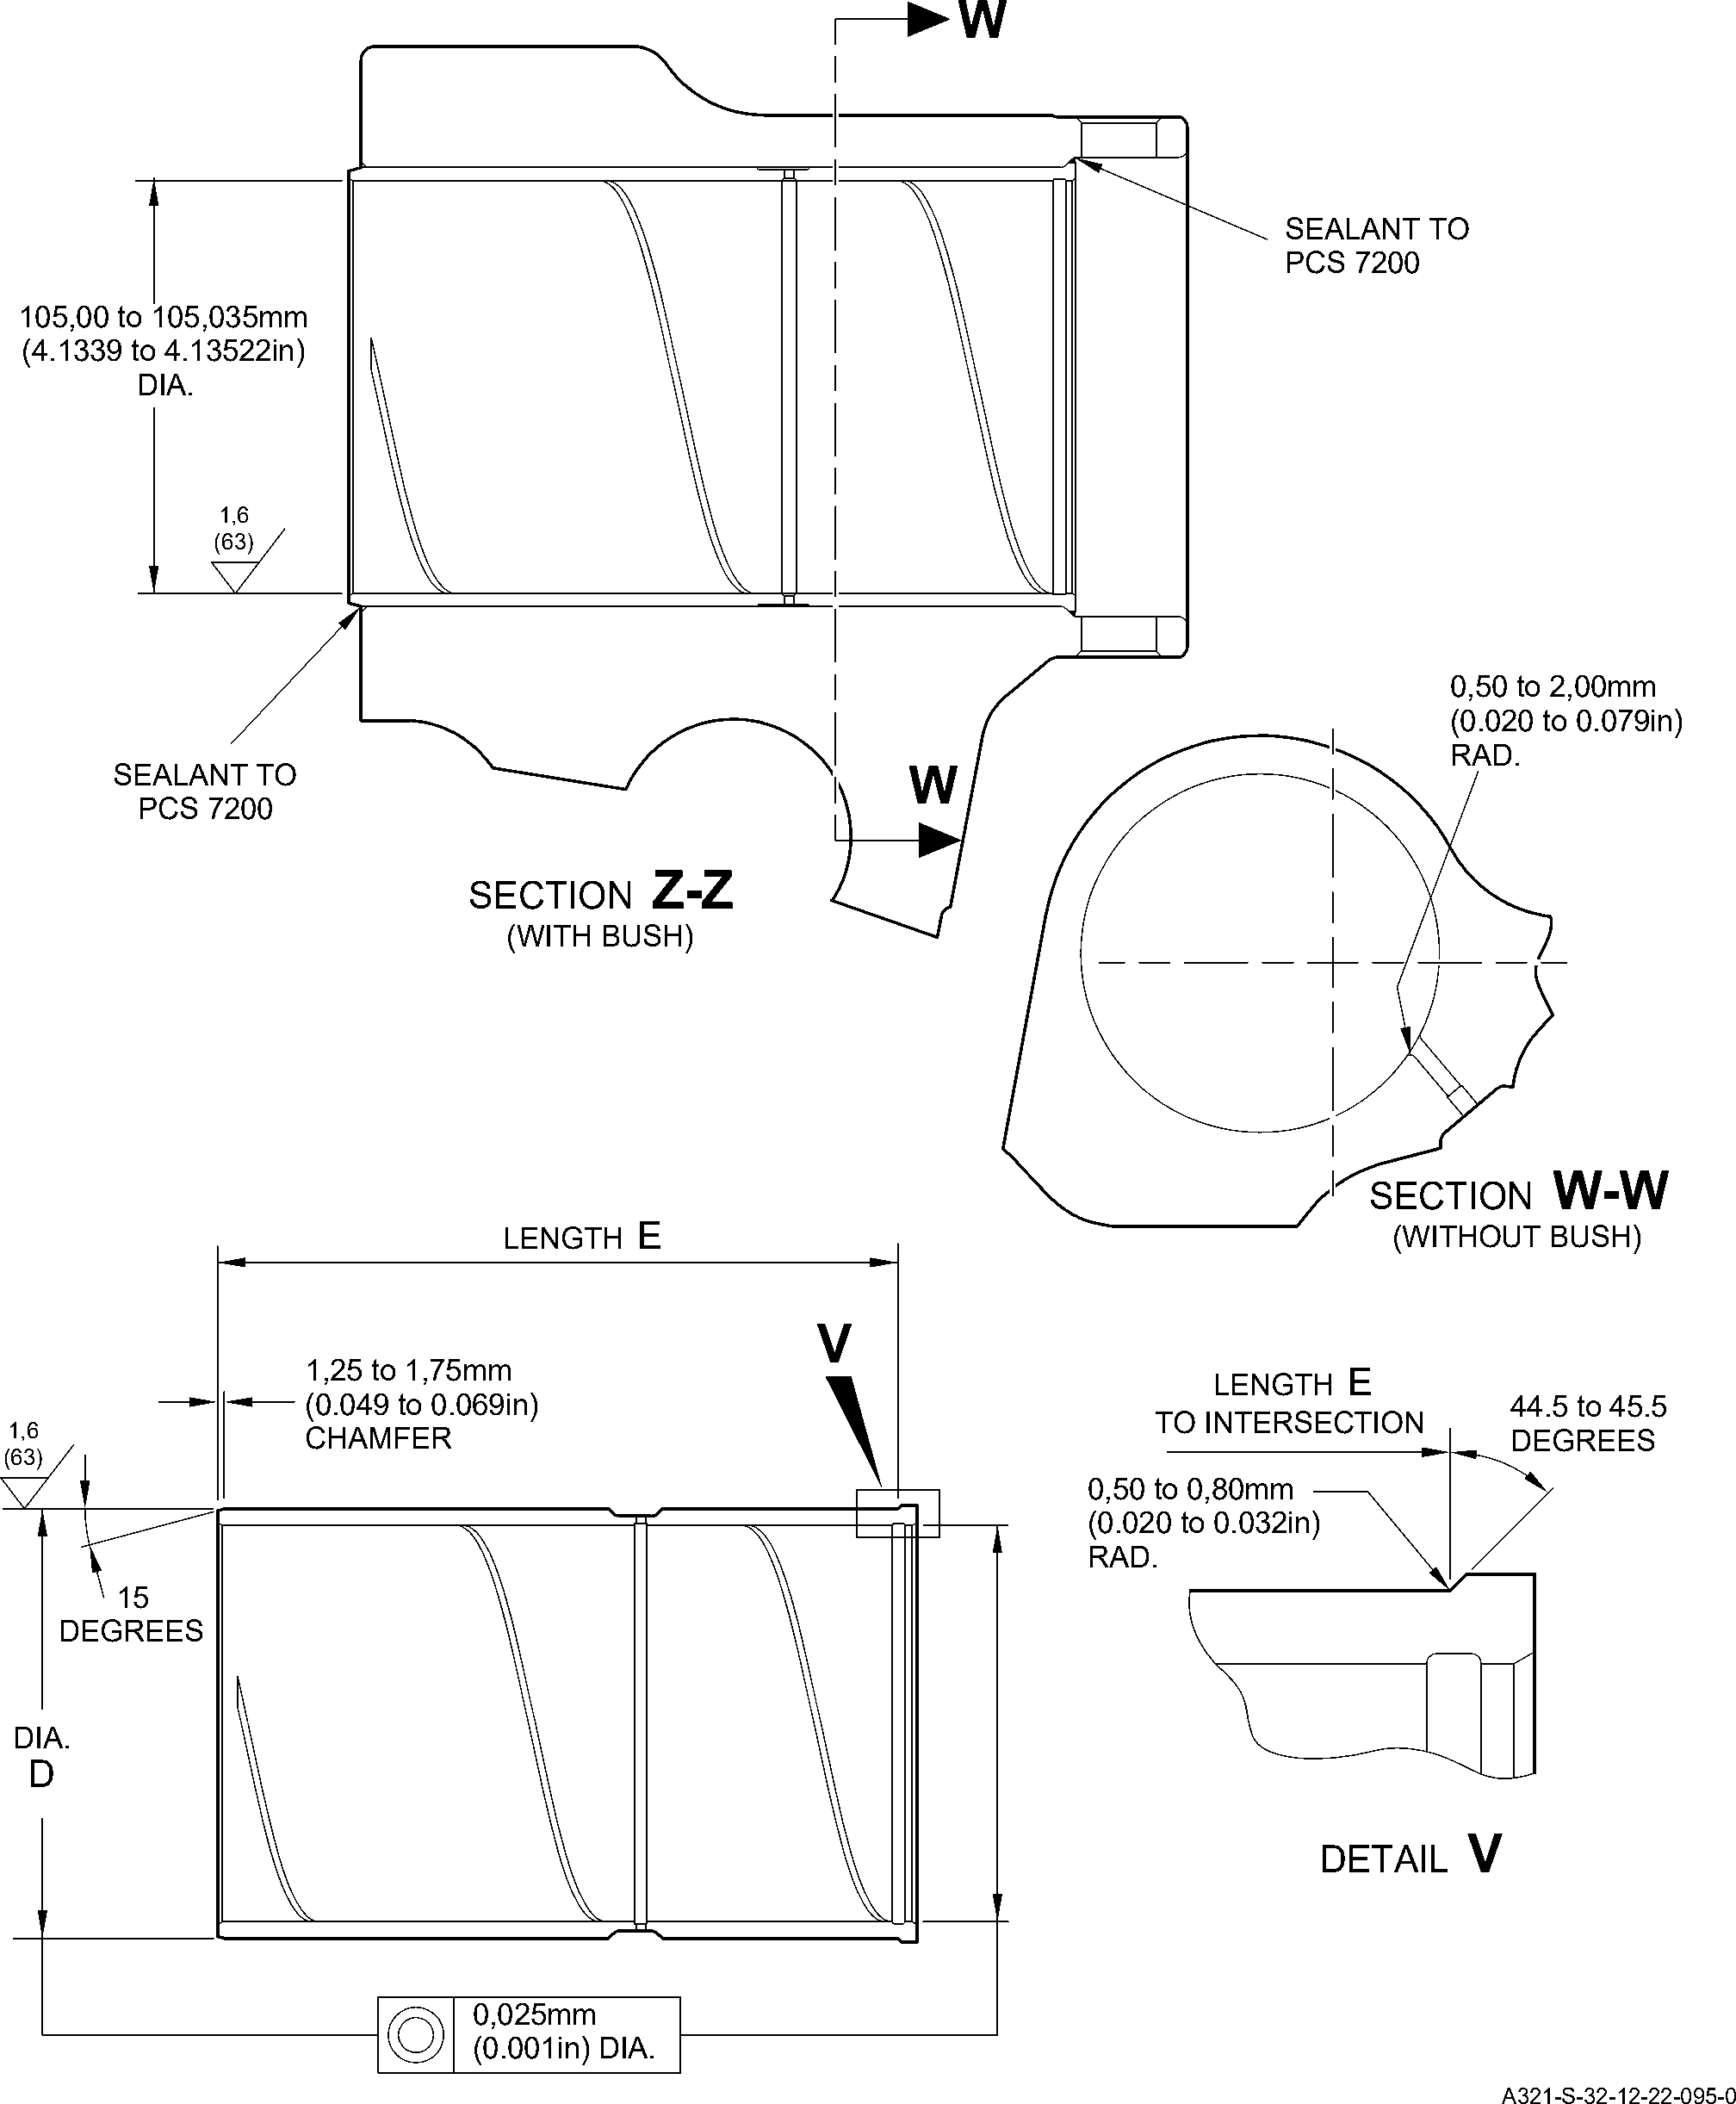 W
SEALANT TO
PCS 7200
105,00 to 105,035mm
(4.1339 to 4.13522in)
DIA.
1,6
(63)
SEALANT TO
PCS 7200
W
SECTION Z-Z
(WITH BUSH)
0,50 to 2,00mm
(0.020 to 0.079in)
RAD.
SECTION W-W
(WITHOUT BUSH)
LENGTH E
1,25 to 1,75mm
(0.049 to 0.069in)
CHAMFER
V
1,6
(63)
15
DEGREES
DIA.
D
0,025mm
(0.001in) DIA.
LENGTH E
TO INTERSECTION
44.5 to 45.5
DEGREES
0,50 to 0,80mm
(0.020 to 0.032in)
RAD.
DETAIL V
A321-S-32-12-22-095-0